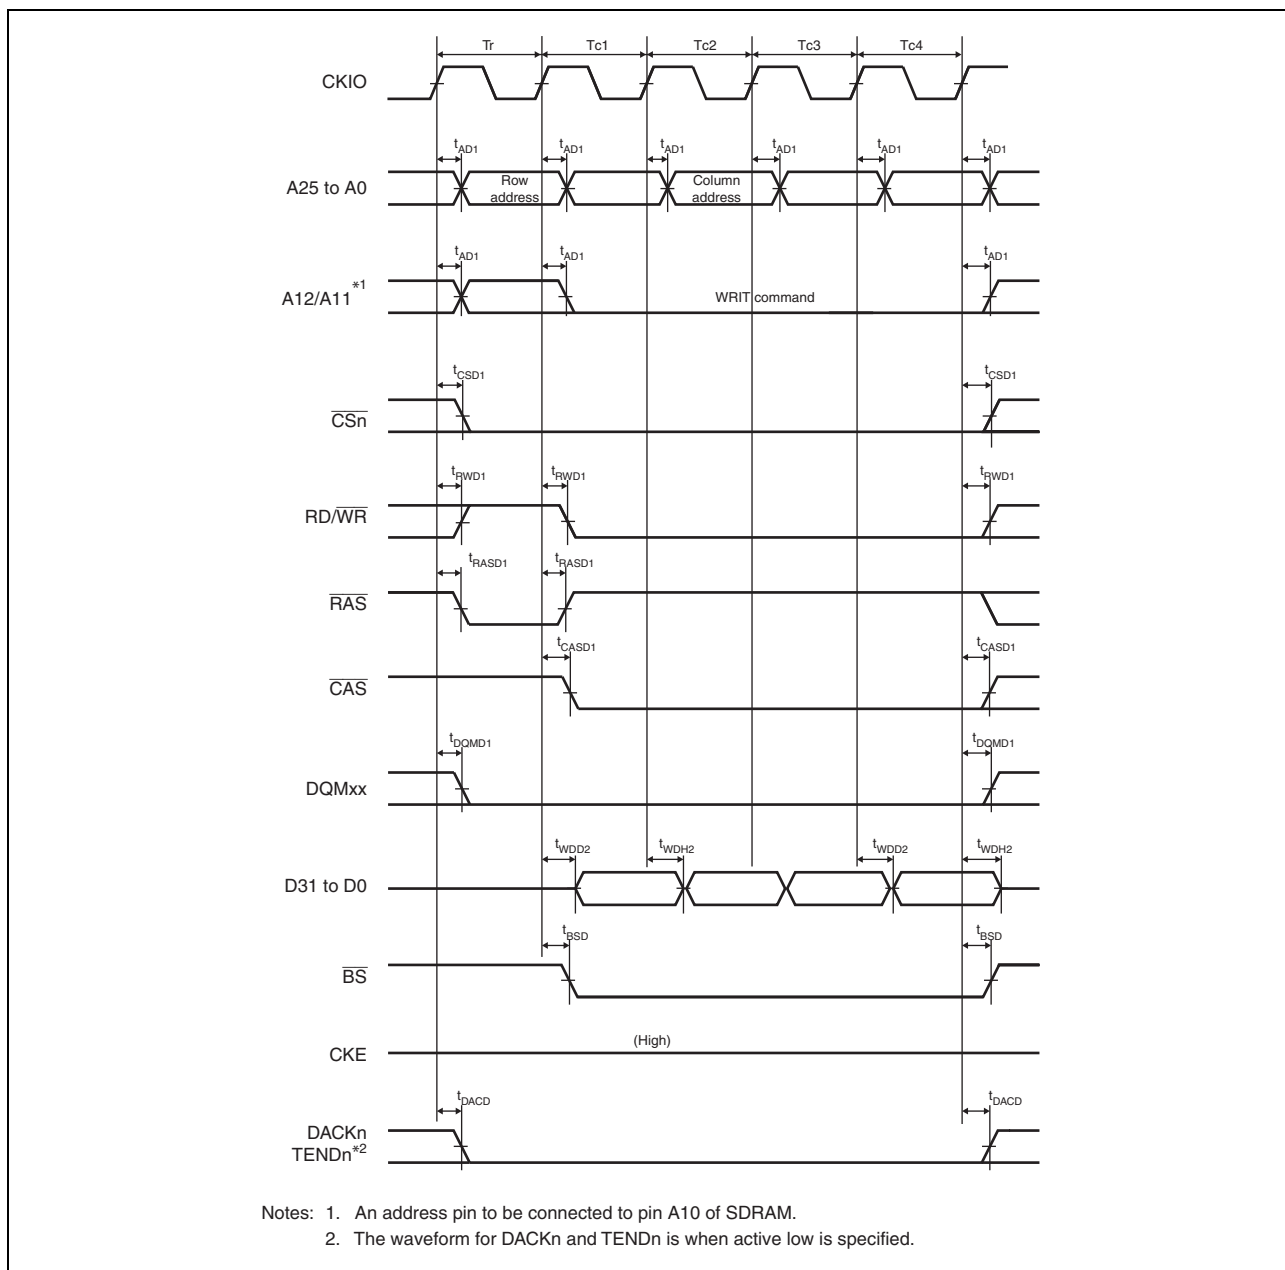 Tr Tc1 Tc2 Tc3 Tc4
CKIO
tAD1 tAD1 tAD1 tAD1 tAD1 tAD1
A25 to A0
Row address
Column address
tAD1 tAD1 tAD1
A12/A11*1
WRIT command
tCSD1 tCSD1
CSn
tRWD1 tRWD1 tRWD1
RD/WR
tRASD1 tRASD1
RAS
tCASD1 tCASD1
CAS
tDQMD1 tDQMD1
DQMxx
tWDD2 tWDH2 tWDD2 tWDH2
D31 to D0
tBSD tBSD
BS
(High)
CKE
tDACD tDACD
DACKn
TENDn*2
Notes: 1. An address pin to be connected to pin A10 of SDRAM.
2. The waveform for DACKn and TENDn is when active low is specified.